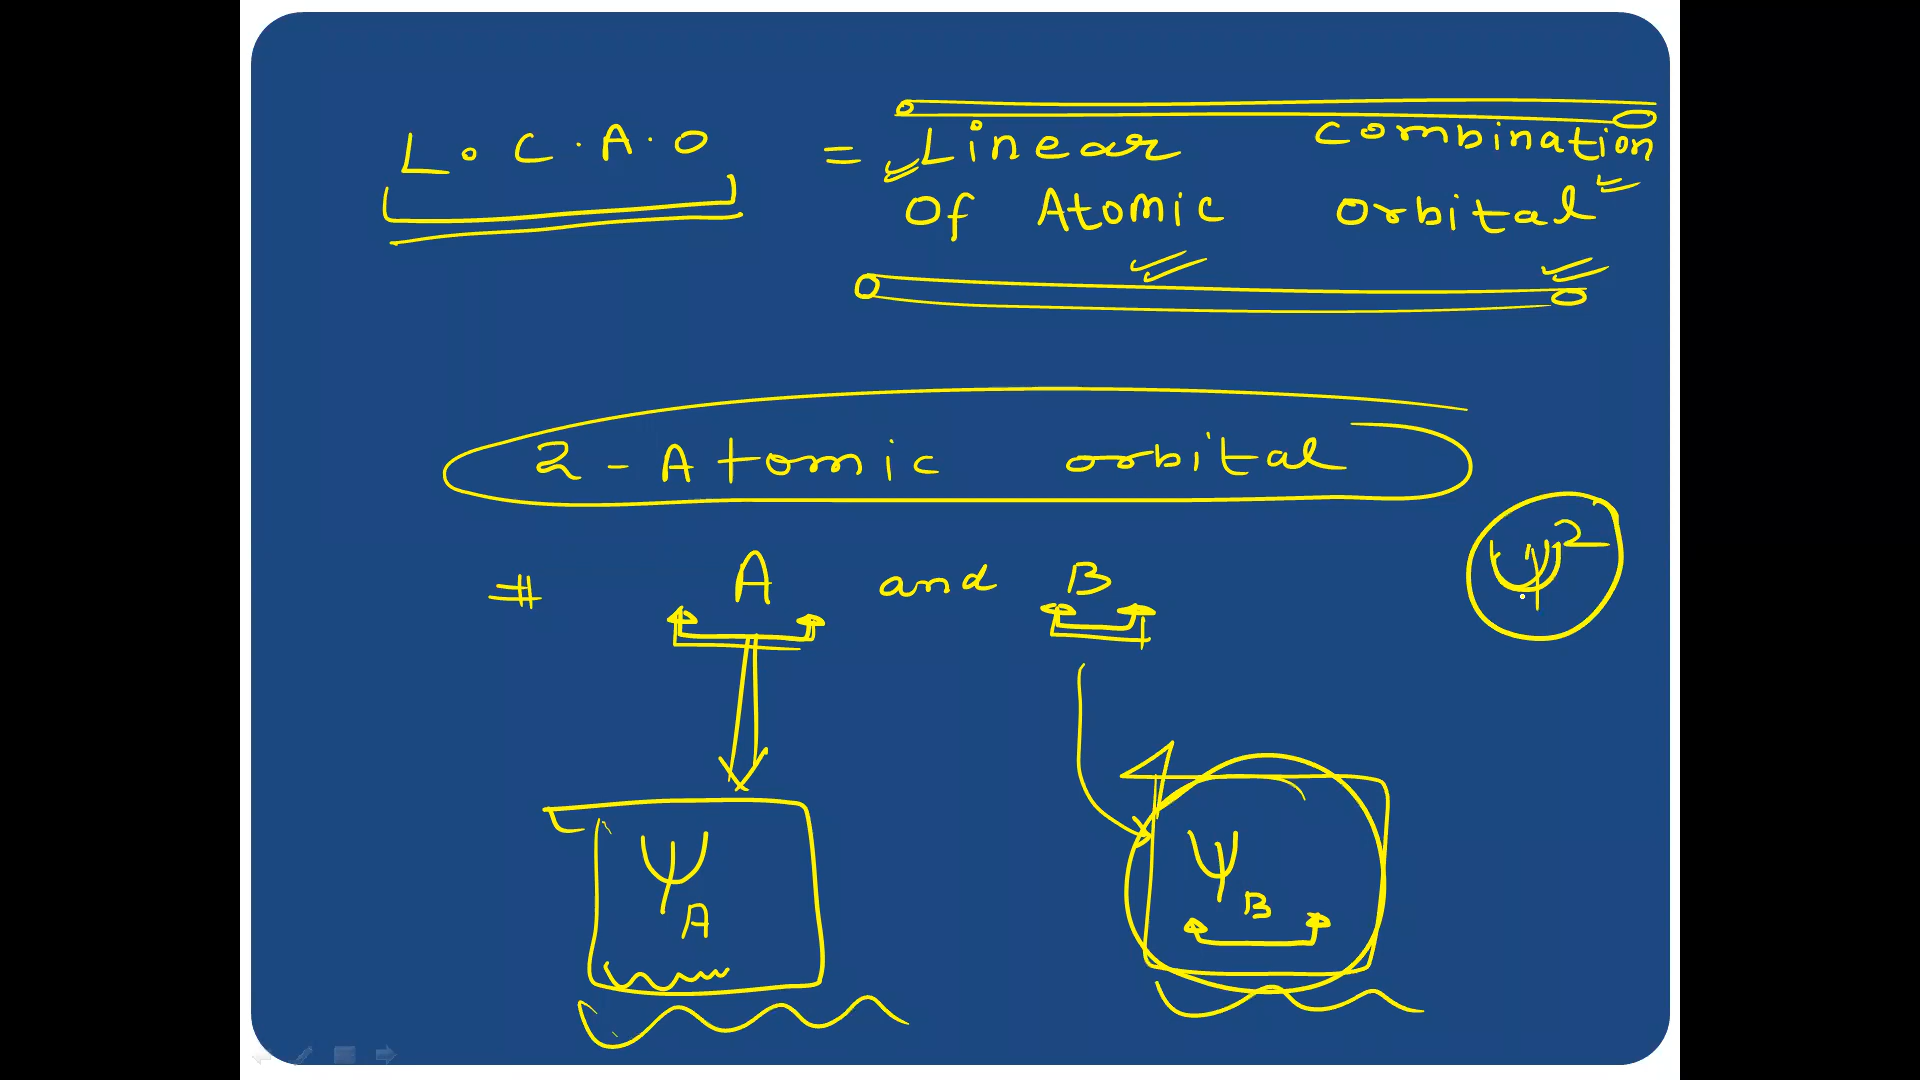 L.C.A.O = Linear Combination
Of Atomic orbital
2-Atomic orbital
A and B
ψ²
ψA
ψB